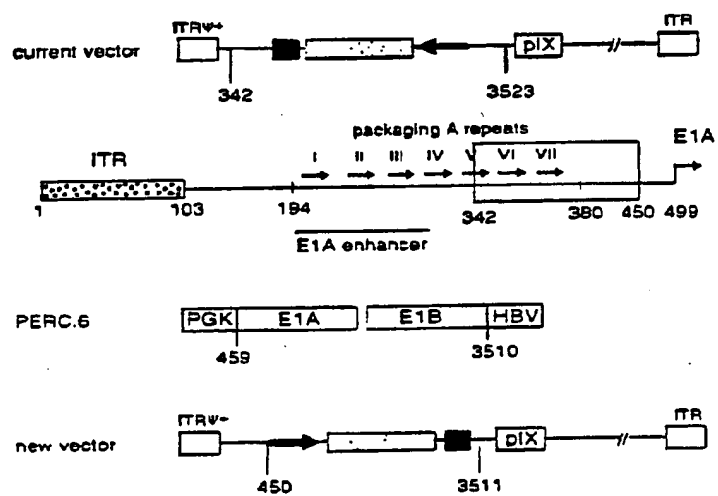 ITRΨ+ ITR
current vector pIX
342 3523
packaging A repeats
ITR I II III IV V VI VII E1A
1 103 194 342 380 450 499
E1A enhancer
PERC.6 PGK E1A E1B HBV
459 3510
ITRΨ+ ITR
new vector pIX
450 3511